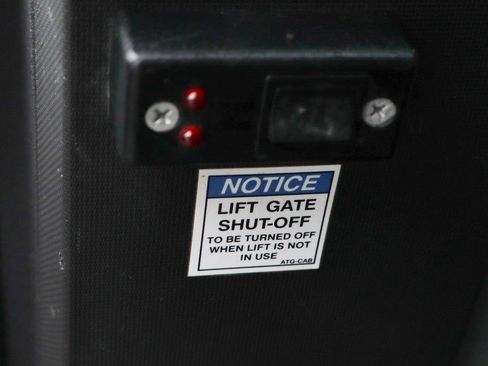 NOTICE
LIFT GATE
SHUT-OFF
TO BE TURNED OFF
WHEN LIFT IS NOT
IN USE
ATG-CAB